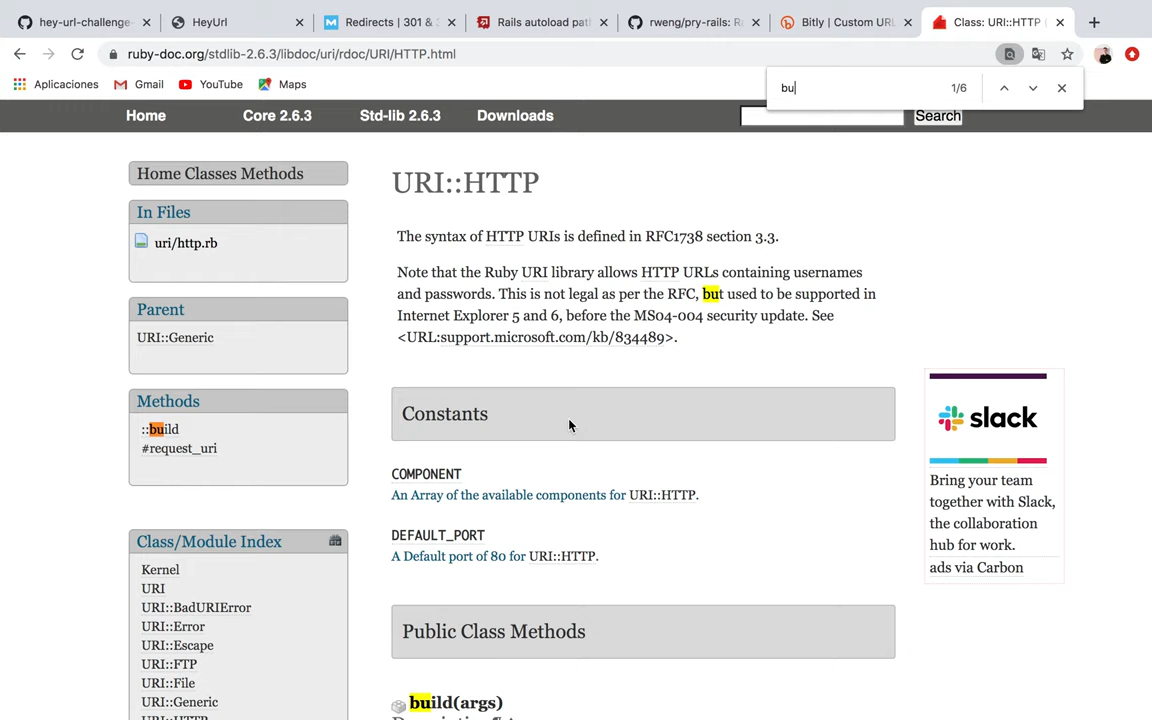 hey-url-challenge-
HeyUrl
Redirects | 301 & 3
Rails autoload pat
rweng/pry-rails: Ra
Bitly | Custom URL
Class: URI::HTTP (
ruby-doc.org/stdlib-2.6.3/libdoc/uri/rdoc/URI/HTTP.html
Aplicaciones
Gmail
YouTube
Maps
bu
1/6
Home
Core 2.6.3
Std-lib 2.6.3
Downloads
Search
Home Classes Methods
In Files
uri/http.rb
Parent
URI::Generic
Methods
::build
#request_uri
Class/Module Index
Kernel
URI
URI::BadURIError
URI::Error
URI::Escape
URI::FTP
URI::File
URI::Generic
URI::HTTP
URI::HTTP
The syntax of HTTP URIs is defined in RFC1738 section 3.3.
Note that the Ruby URI library allows HTTP URLs containing usernames
and passwords. This is not legal as per the RFC, but used to be supported in
Internet Explorer 5 and 6, before the MS04-004 security update. See
<URL:support.microsoft.com/kb/834489>.
Constants
COMPONENT
An Array of the available components for URI::HTTP.
DEFAULT_PORT
A Default port of 80 for URI::HTTP.
Public Class Methods
build(args)
slack
Bring your team
together with Slack,
the collaboration
hub for work.
ads via Carbon